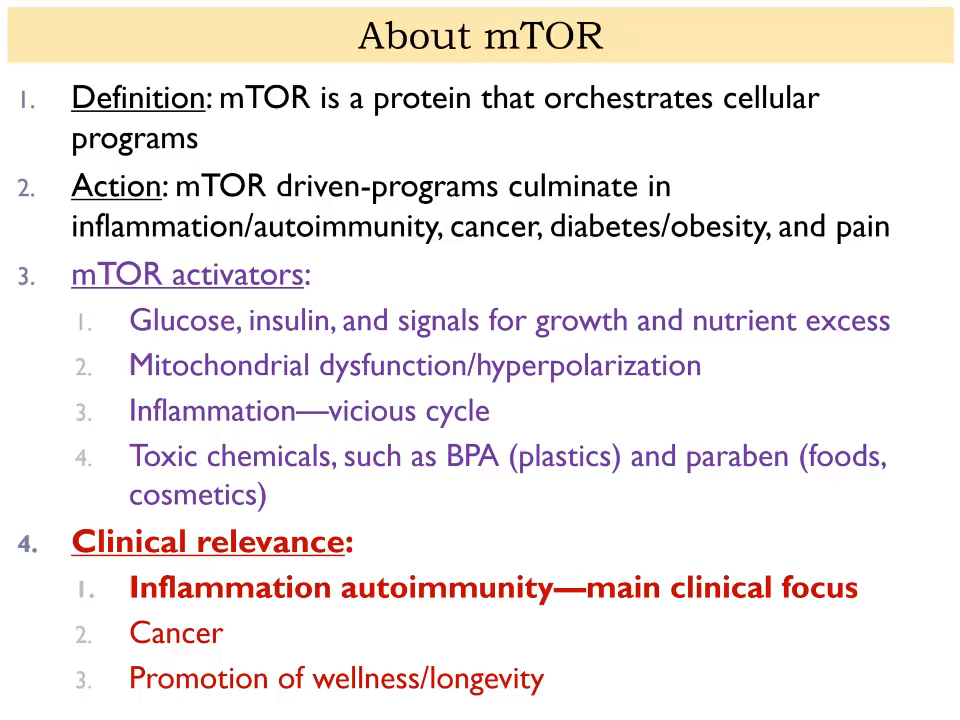 About mTOR
1. Definition: mTOR is a protein that orchestrates cellular
programs
2. Action: mTOR driven-programs culminate in
inflammation/autoimmunity, cancer, diabetes/obesity, and pain
3. mTOR activators:
1. Glucose, insulin, and signals for growth and nutrient excess
2. Mitochondrial dysfunction/hyperpolarization
3. Inflammation—vicious cycle
4. Toxic chemicals, such as BPA (plastics) and paraben (foods,
cosmetics)
4. Clinical relevance:
1. Inflammation autoimmunity—main clinical focus
2. Cancer
3. Promotion of wellness/longevity